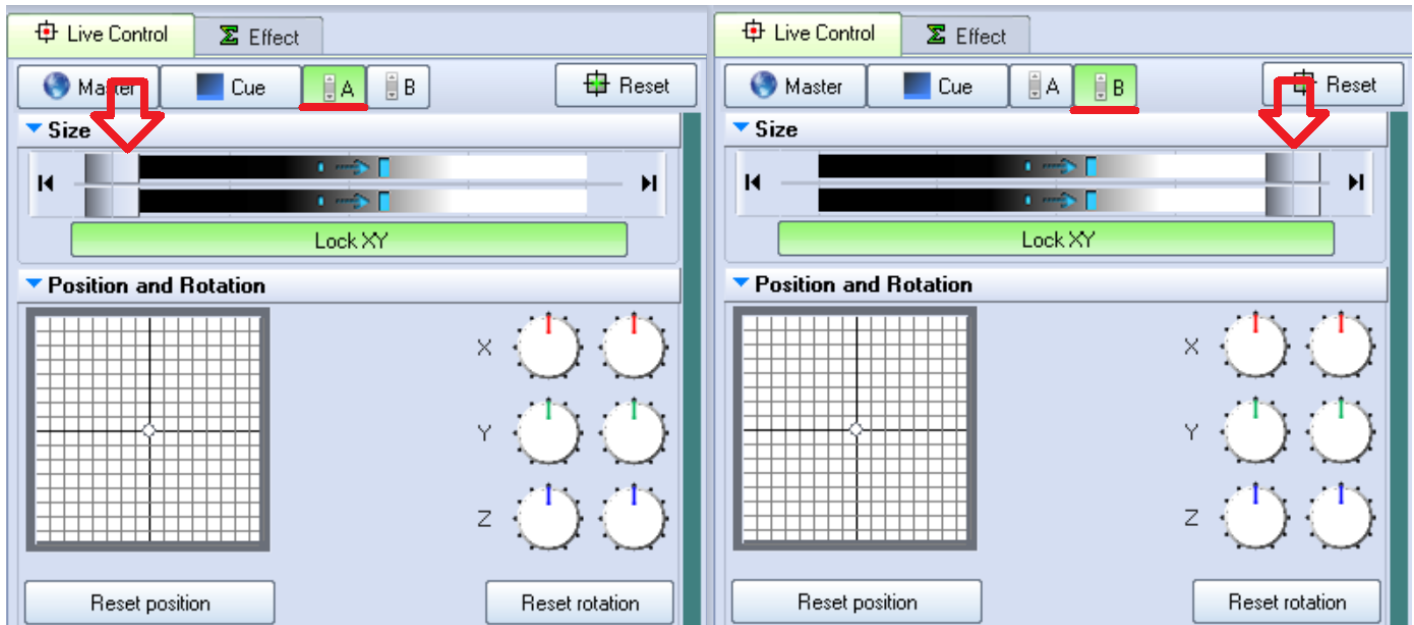 Live Control Effect
Master Cue A B Reset
Size
Lock XY
Position and Rotation
X
Y
Z
Reset position Reset rotation
Live Control Effect
Master Cue A B Reset
Size
Lock XY
Position and Rotation
X
Y
Z
Reset position Reset rotation